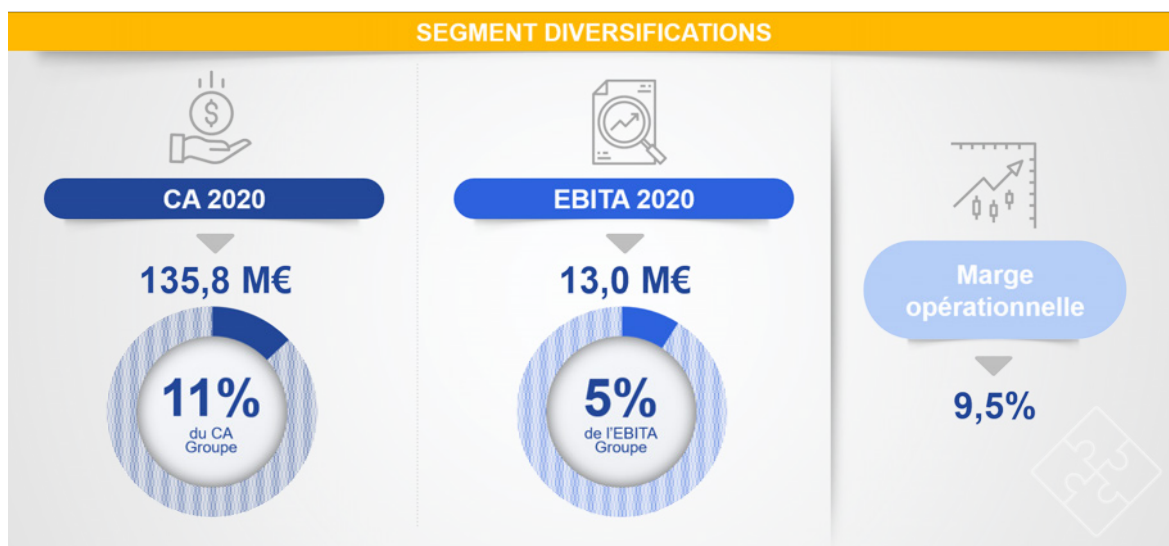 SEGMENT DIVERSIFICATIONS
$
CA 2020
135,8 M€
11%
du CA
Groupe
EBITA 2020
13,0 M€
5%
de l'EBITA
Groupe
Marge
opérationnelle
9,5%